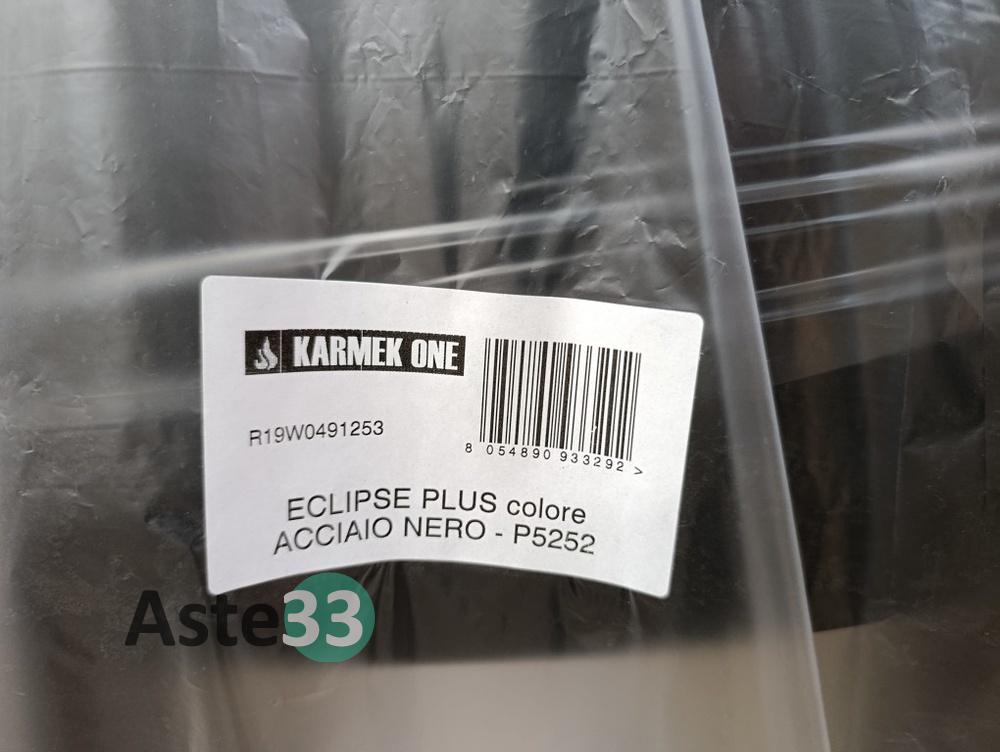 KARMEK ONE
R19W0491253
8 054890 933292 >
ECLIPSE PLUS colore
ACCIAIO NERO - P5252
Aste33